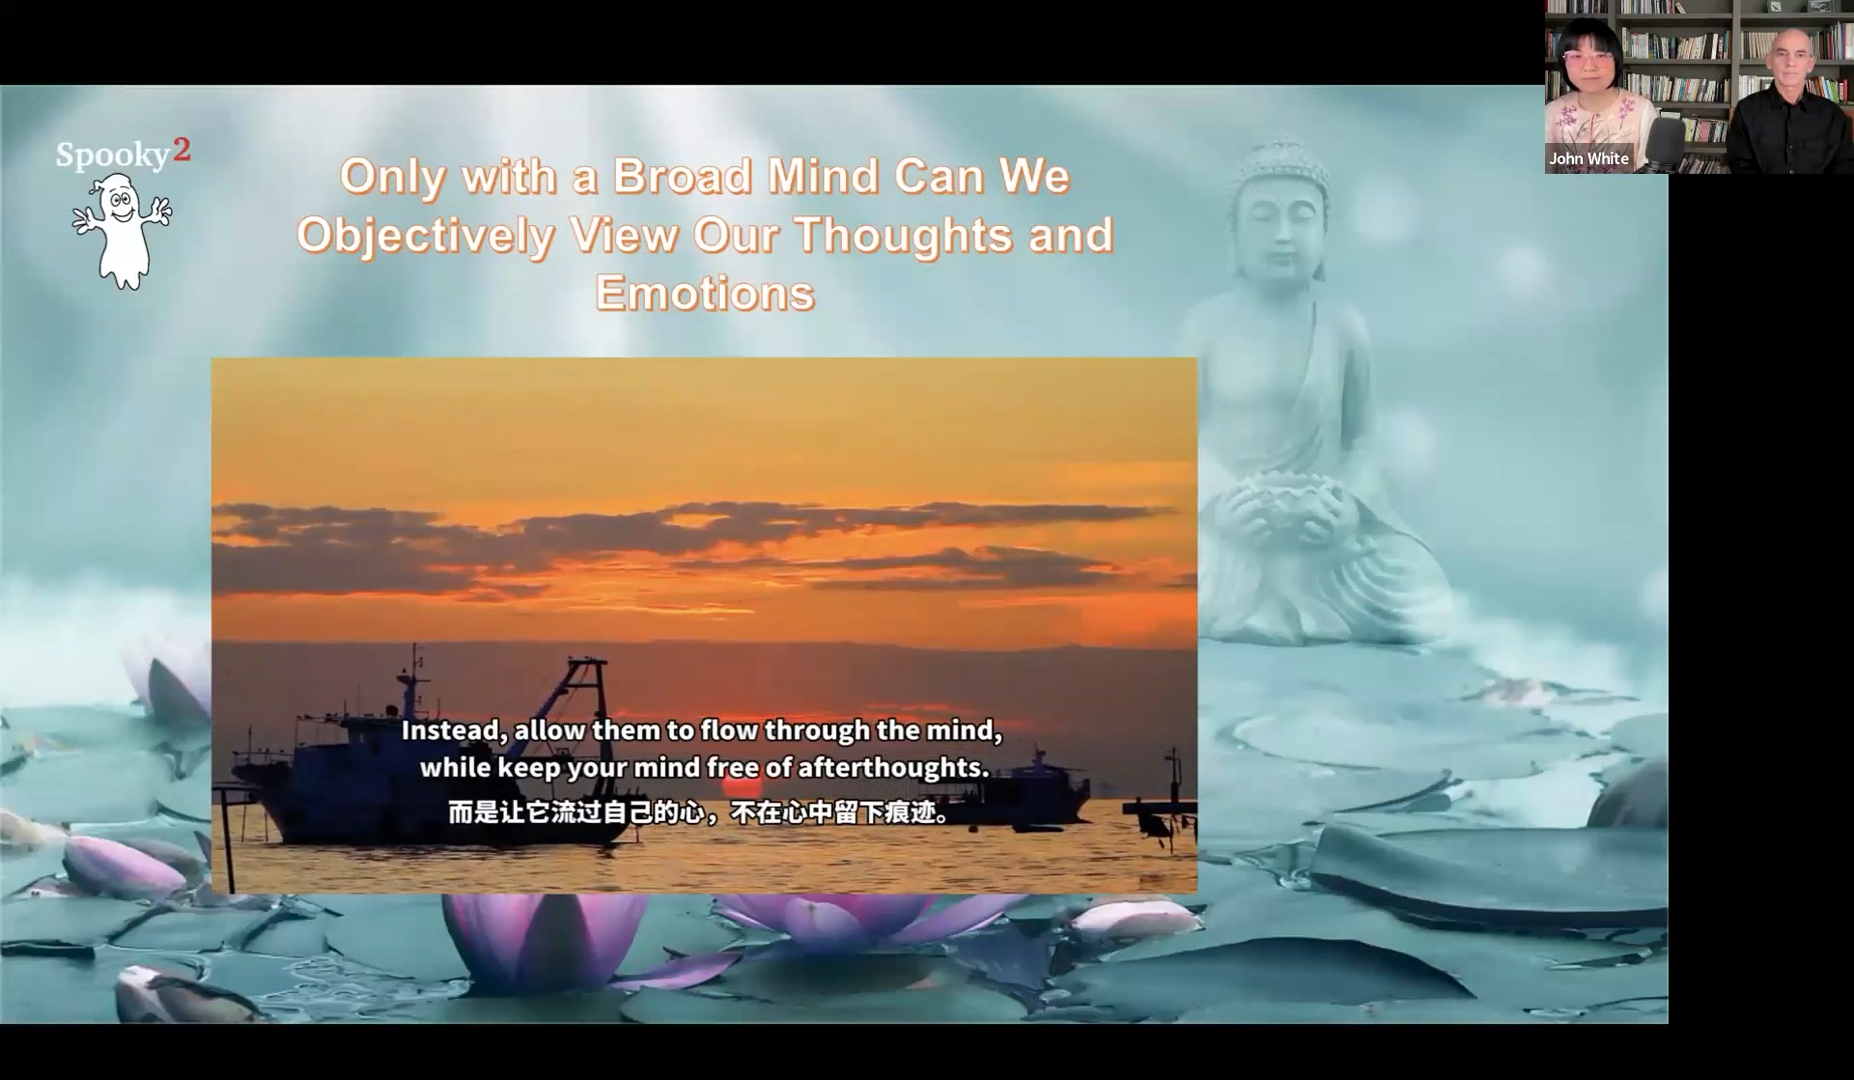 Spooky2
Only with a Broad Mind Can We
Objectively View Our Thoughts and
Emotions
Instead, allow them to flow through the mind,
while keep your mind free of afterthoughts.
而是让它流过自己的心，不在心中留下痕迹。
John White